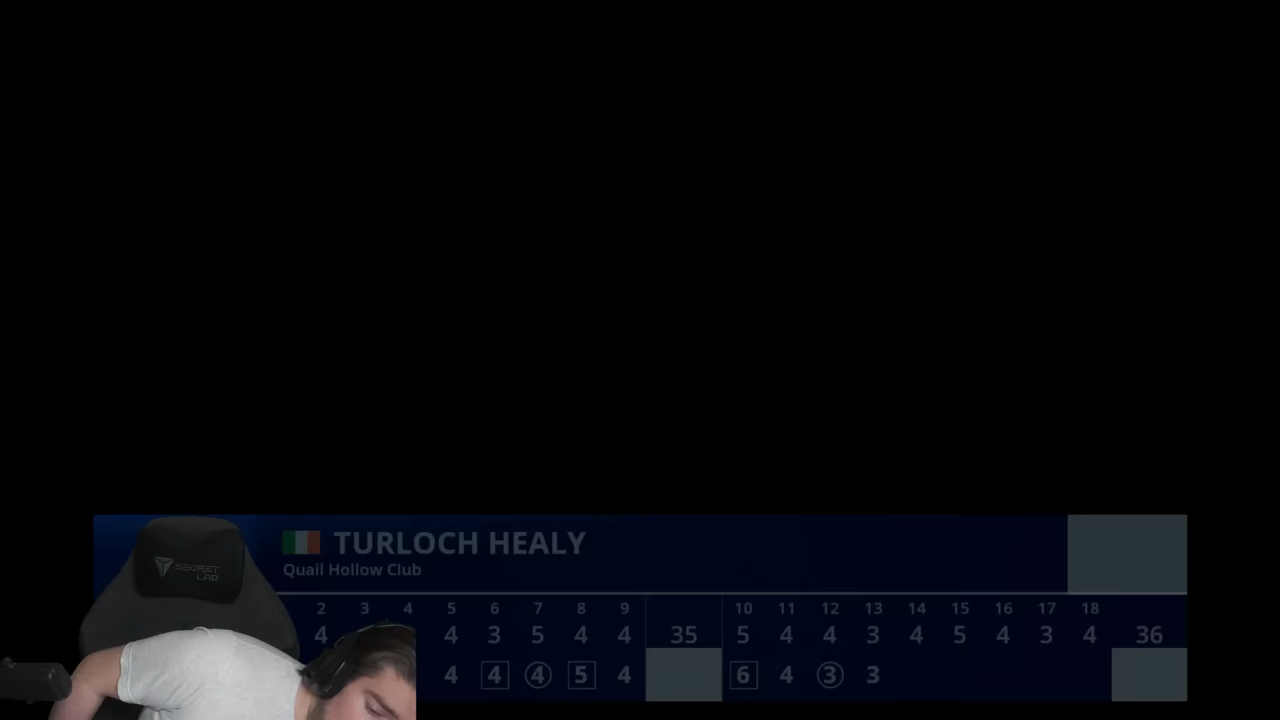 TURLOCH HEALY
Quail Hollow Club
SECRET
LAB
2 3 4 5 6 7 8 9 10 11 12 13 14 15 16 17 18
4 4 3 5 4 4 35 5 4 4 3 4 5 4 3 4 36
4 4 4 5 4 6 4 3 3